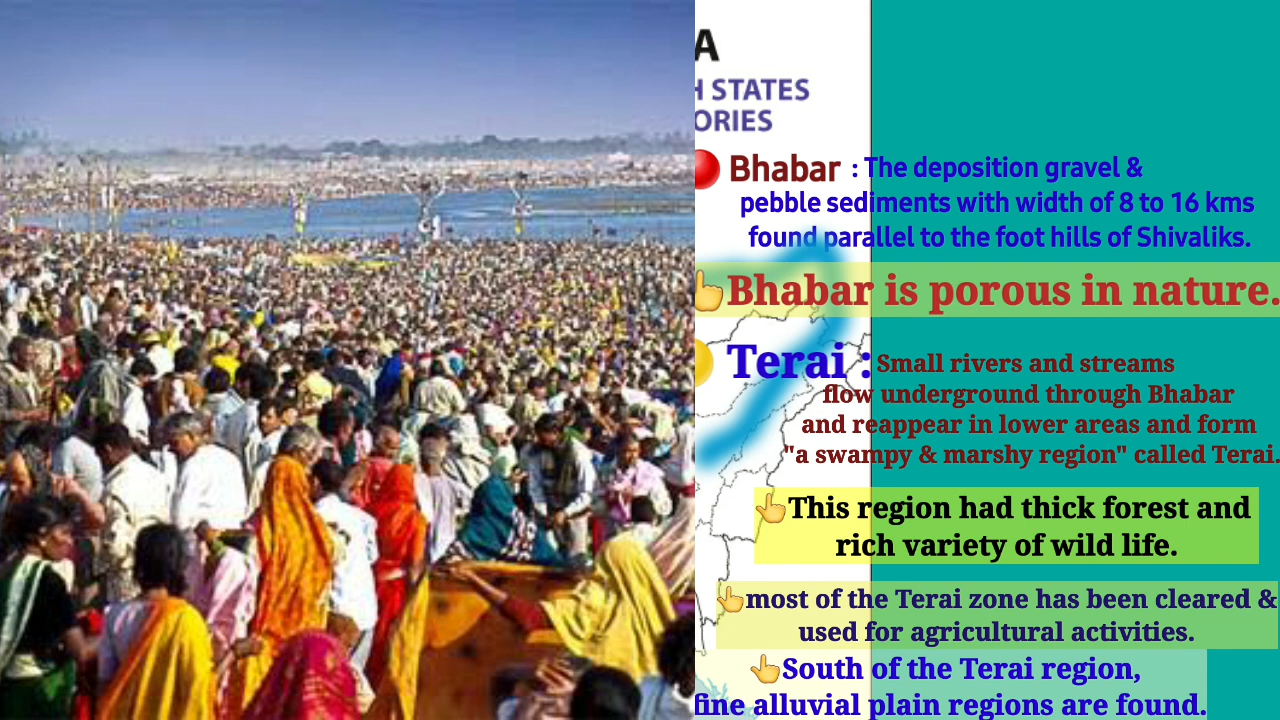 A
H STATES
ORIES
Bhabar : The deposition gravel &
pebble sediments with width of 8 to 16 kms
found parallel to the foot hills of Shivaliks.
Bhabar is porous in nature.
Terai : Small rivers and streams
flow underground through Bhabar
and reappear in lower areas and form
"a swampy & marshy region" called Terai.
This region had thick forest and
rich variety of wild life.
most of the Terai zone has been cleared &
used for agricultural activities.
South of the Terai region,
fine alluvial plain regions are found.